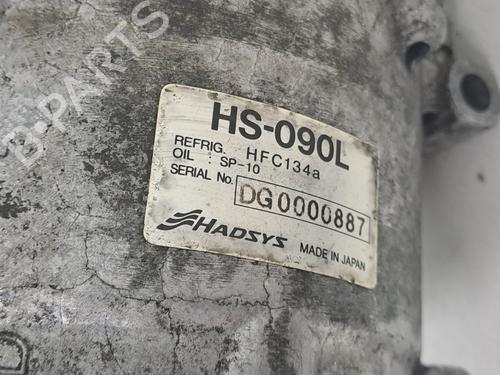 HS-090L
REFRIG. HFC134a
OIL : SP-10
SERIAL No. DG0000887
HADSYS MADE IN JAPAN
B-PARTS